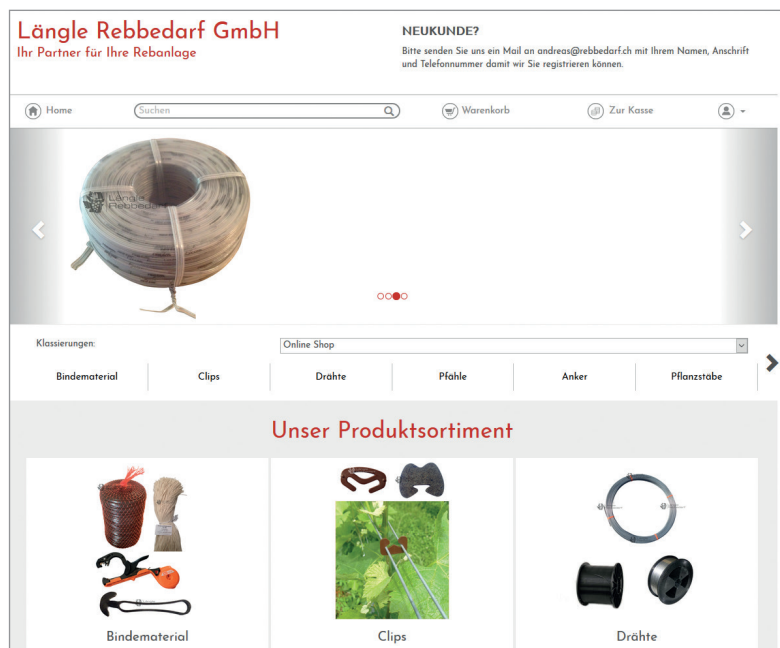 Längle Rebbedarf GmbH
Ihr Partner für Ihre Rebanlage
NEUKUNDE?
Bitte senden Sie uns ein Mail an andreas@rebbedarf.ch mit Ihrem Namen, Anschrift
und Telefonnummer damit wir Sie registrieren können.
Home
Suchen
Warenkorb
Zur Kasse
Längle
Rebbedarf
Klassierungen:
Online Shop
Bindematerial
Clips
Drähte
Pfähle
Anker
Pflanzstäbe
Unser Produktsortiment
Bindematerial
Clips
Drähte